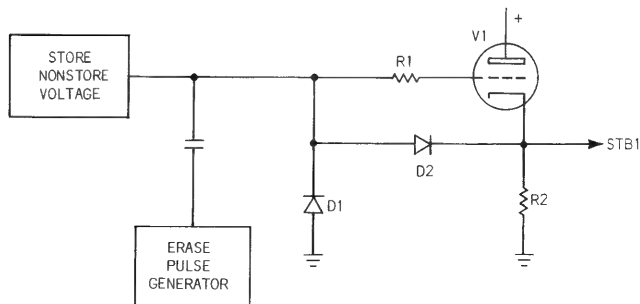 STORE
NONSTORE
VOLTAGE
ERASE
PULSE
GENERATOR
R1
V1
+
D2
D1
STB1
R2